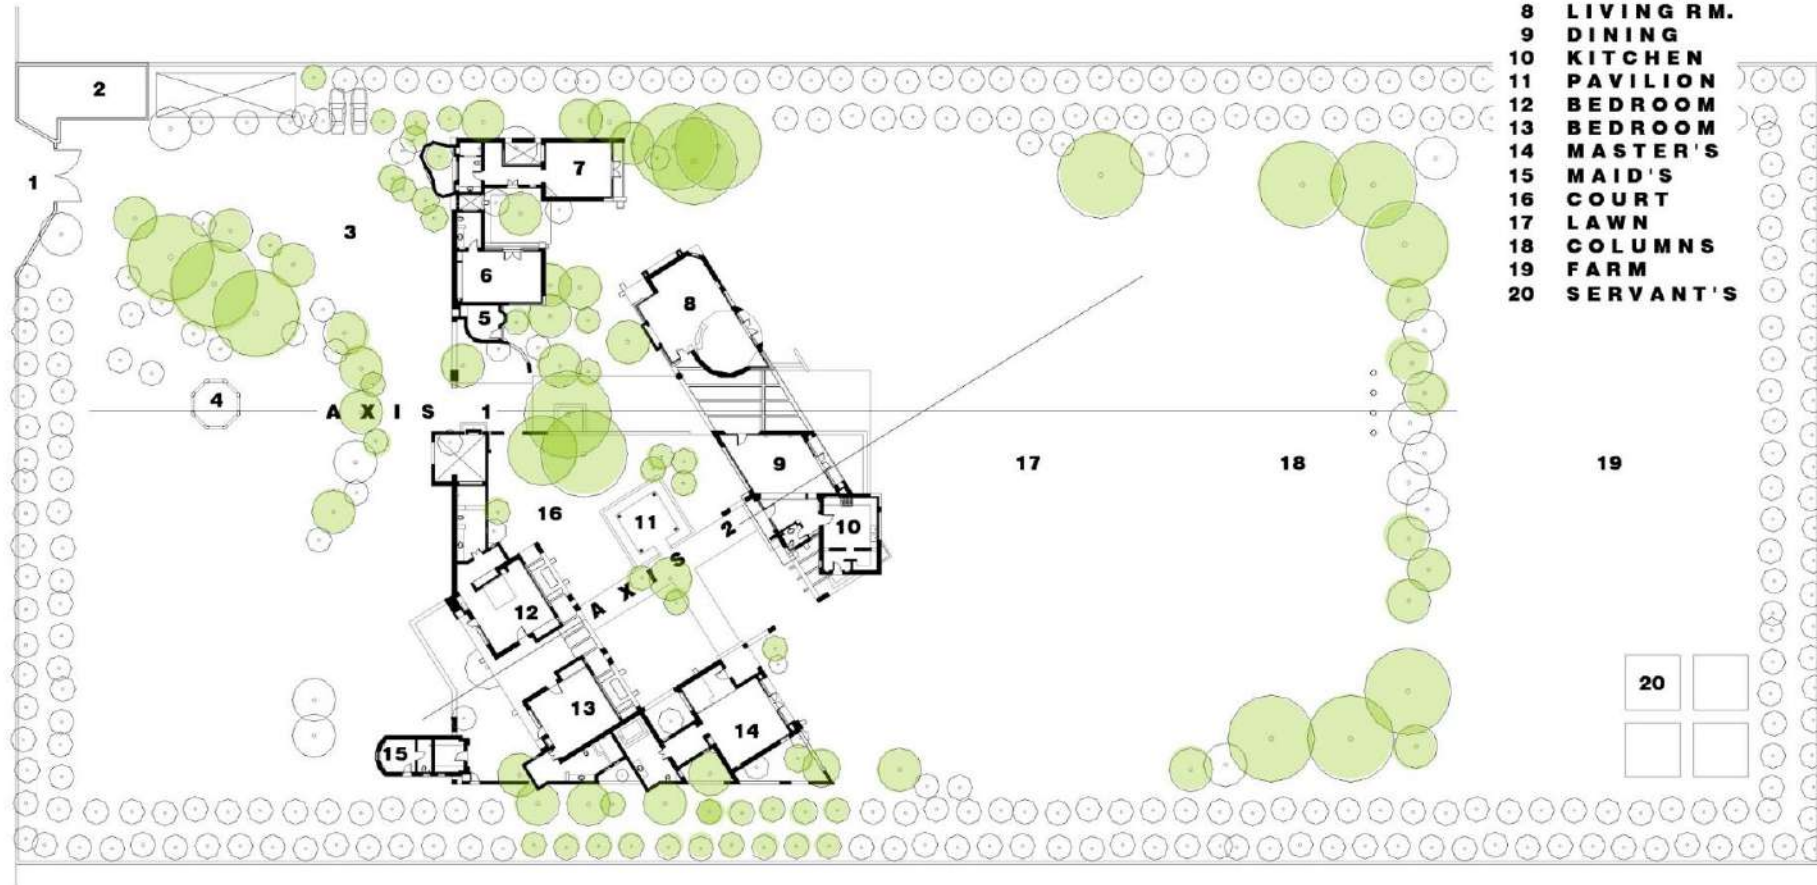 8 LIVING RM.
9 DINING
10 KITCHEN
11 PAVILION
12 BEDROOM
13 BEDROOM
14 MASTER'S
15 MAID'S
16 COURT
17 LAWN
18 COLUMNS
19 FARM
20 SERVANT'S
2
1
7
3
6
8
5
4
AXIS 1
9
17
18
19
16
11
10
AXIS 2
12
13
14
15
20